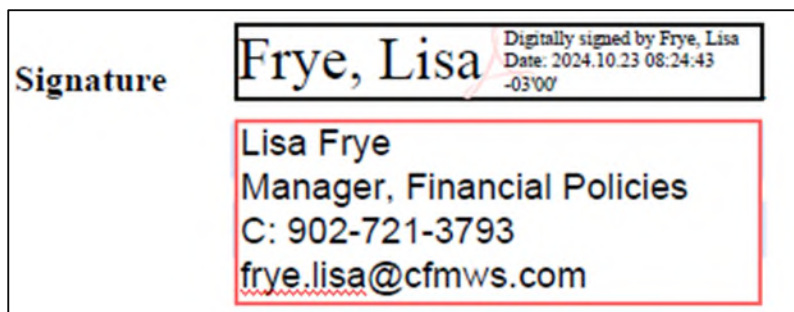 Signature
Frye, Lisa
Digitally signed by Frye, Lisa
Date: 2024.10.23 08:24:43
-03'00'
Lisa Frye
Manager, Financial Policies
C: 902-721-3793
frye.lisa@cfmws.com